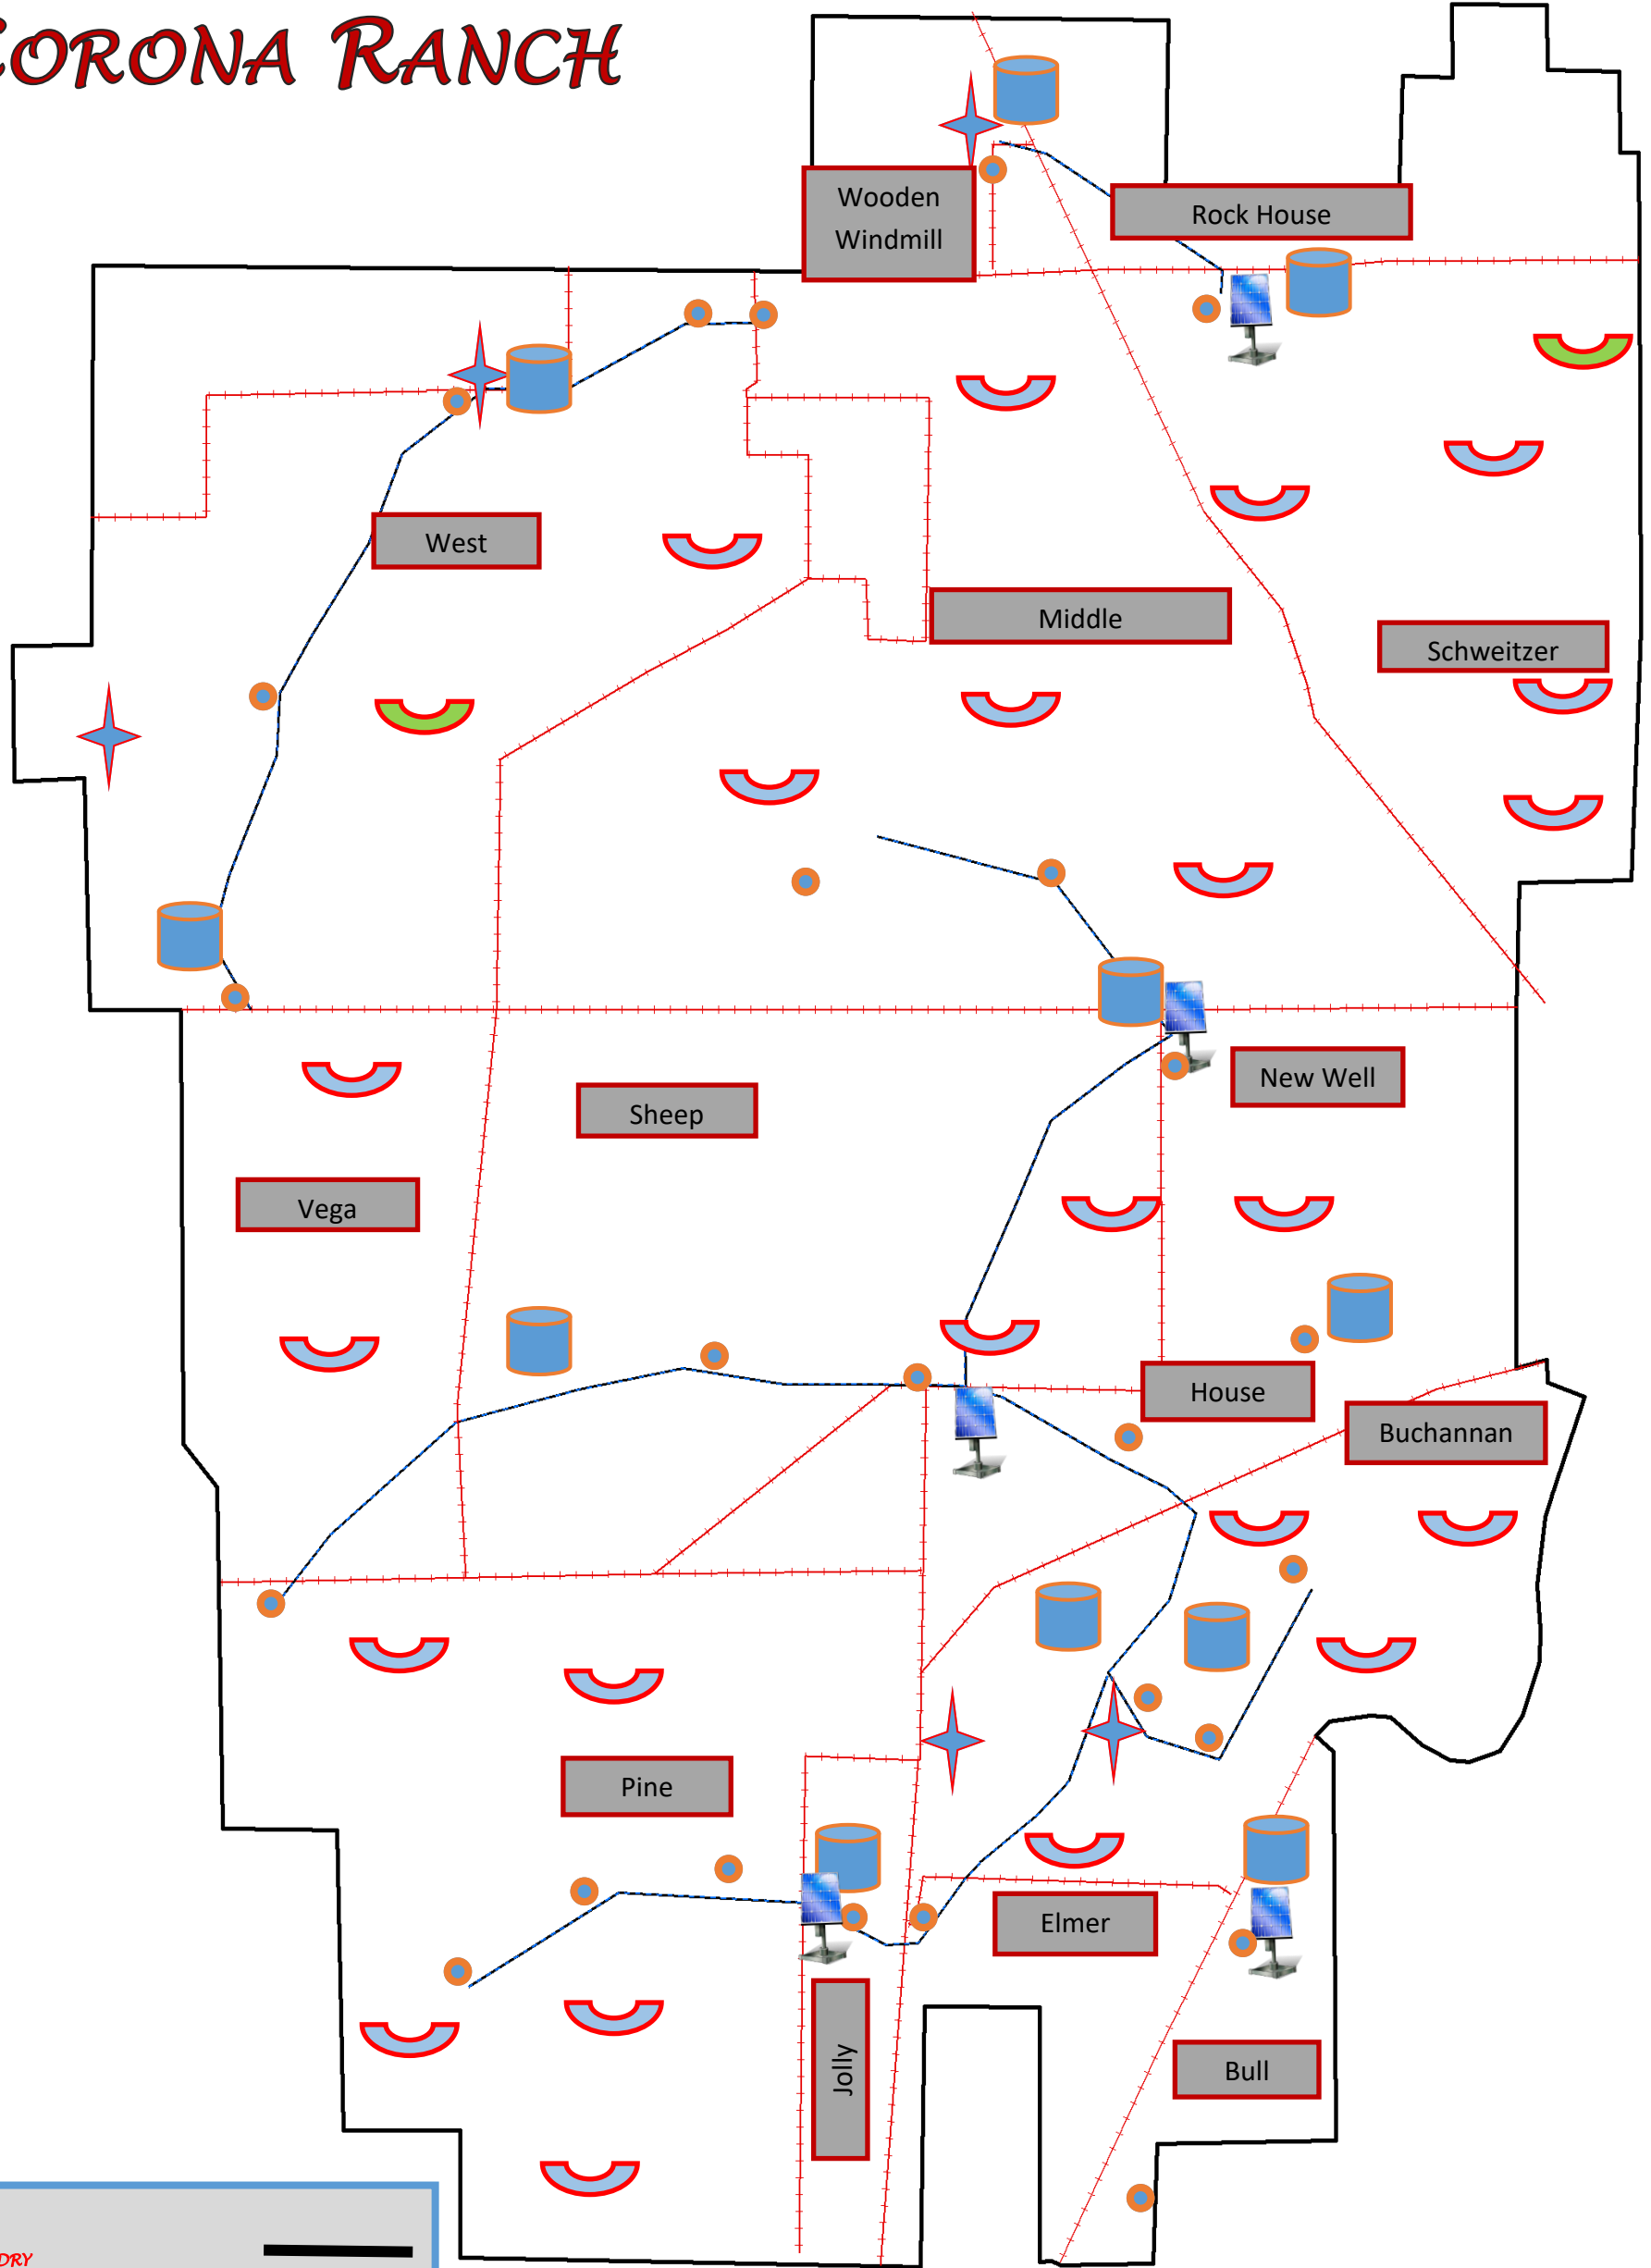 CORONA RANCH
Wooden
Windmill
Rock House
West
Middle
Schweitzer
New Well
Sheep
Vega
House
Buchannan
Pine
Elmer
Jolly
Bull